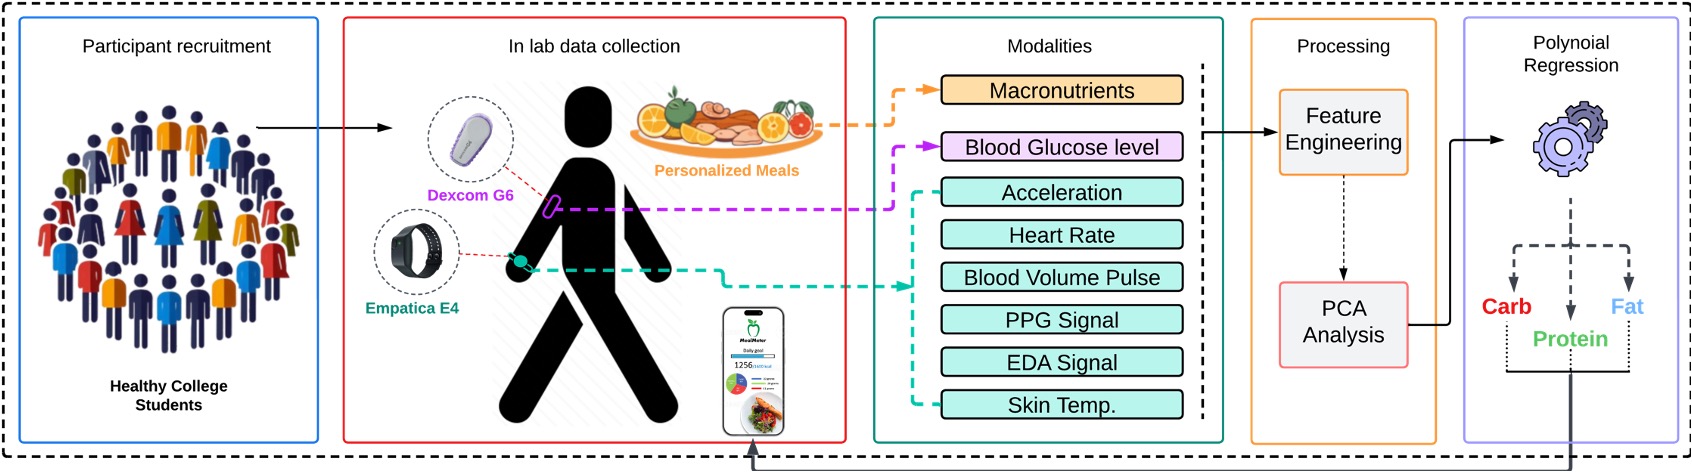 Participant recruitment
Healthy College
Students
In lab data collection
Dexcom G6
Empatica E4
Personalized Meals
MealMeter
Daily goal
1256
Modalities
Macronutrients
Blood Glucose level
Acceleration
Heart Rate
Blood Volume Pulse
PPG Signal
EDA Signal
Skin Temp.
Processing
Feature
Engineering
PCA
Analysis
Polynoial
Regression
Carb
Protein
Fat